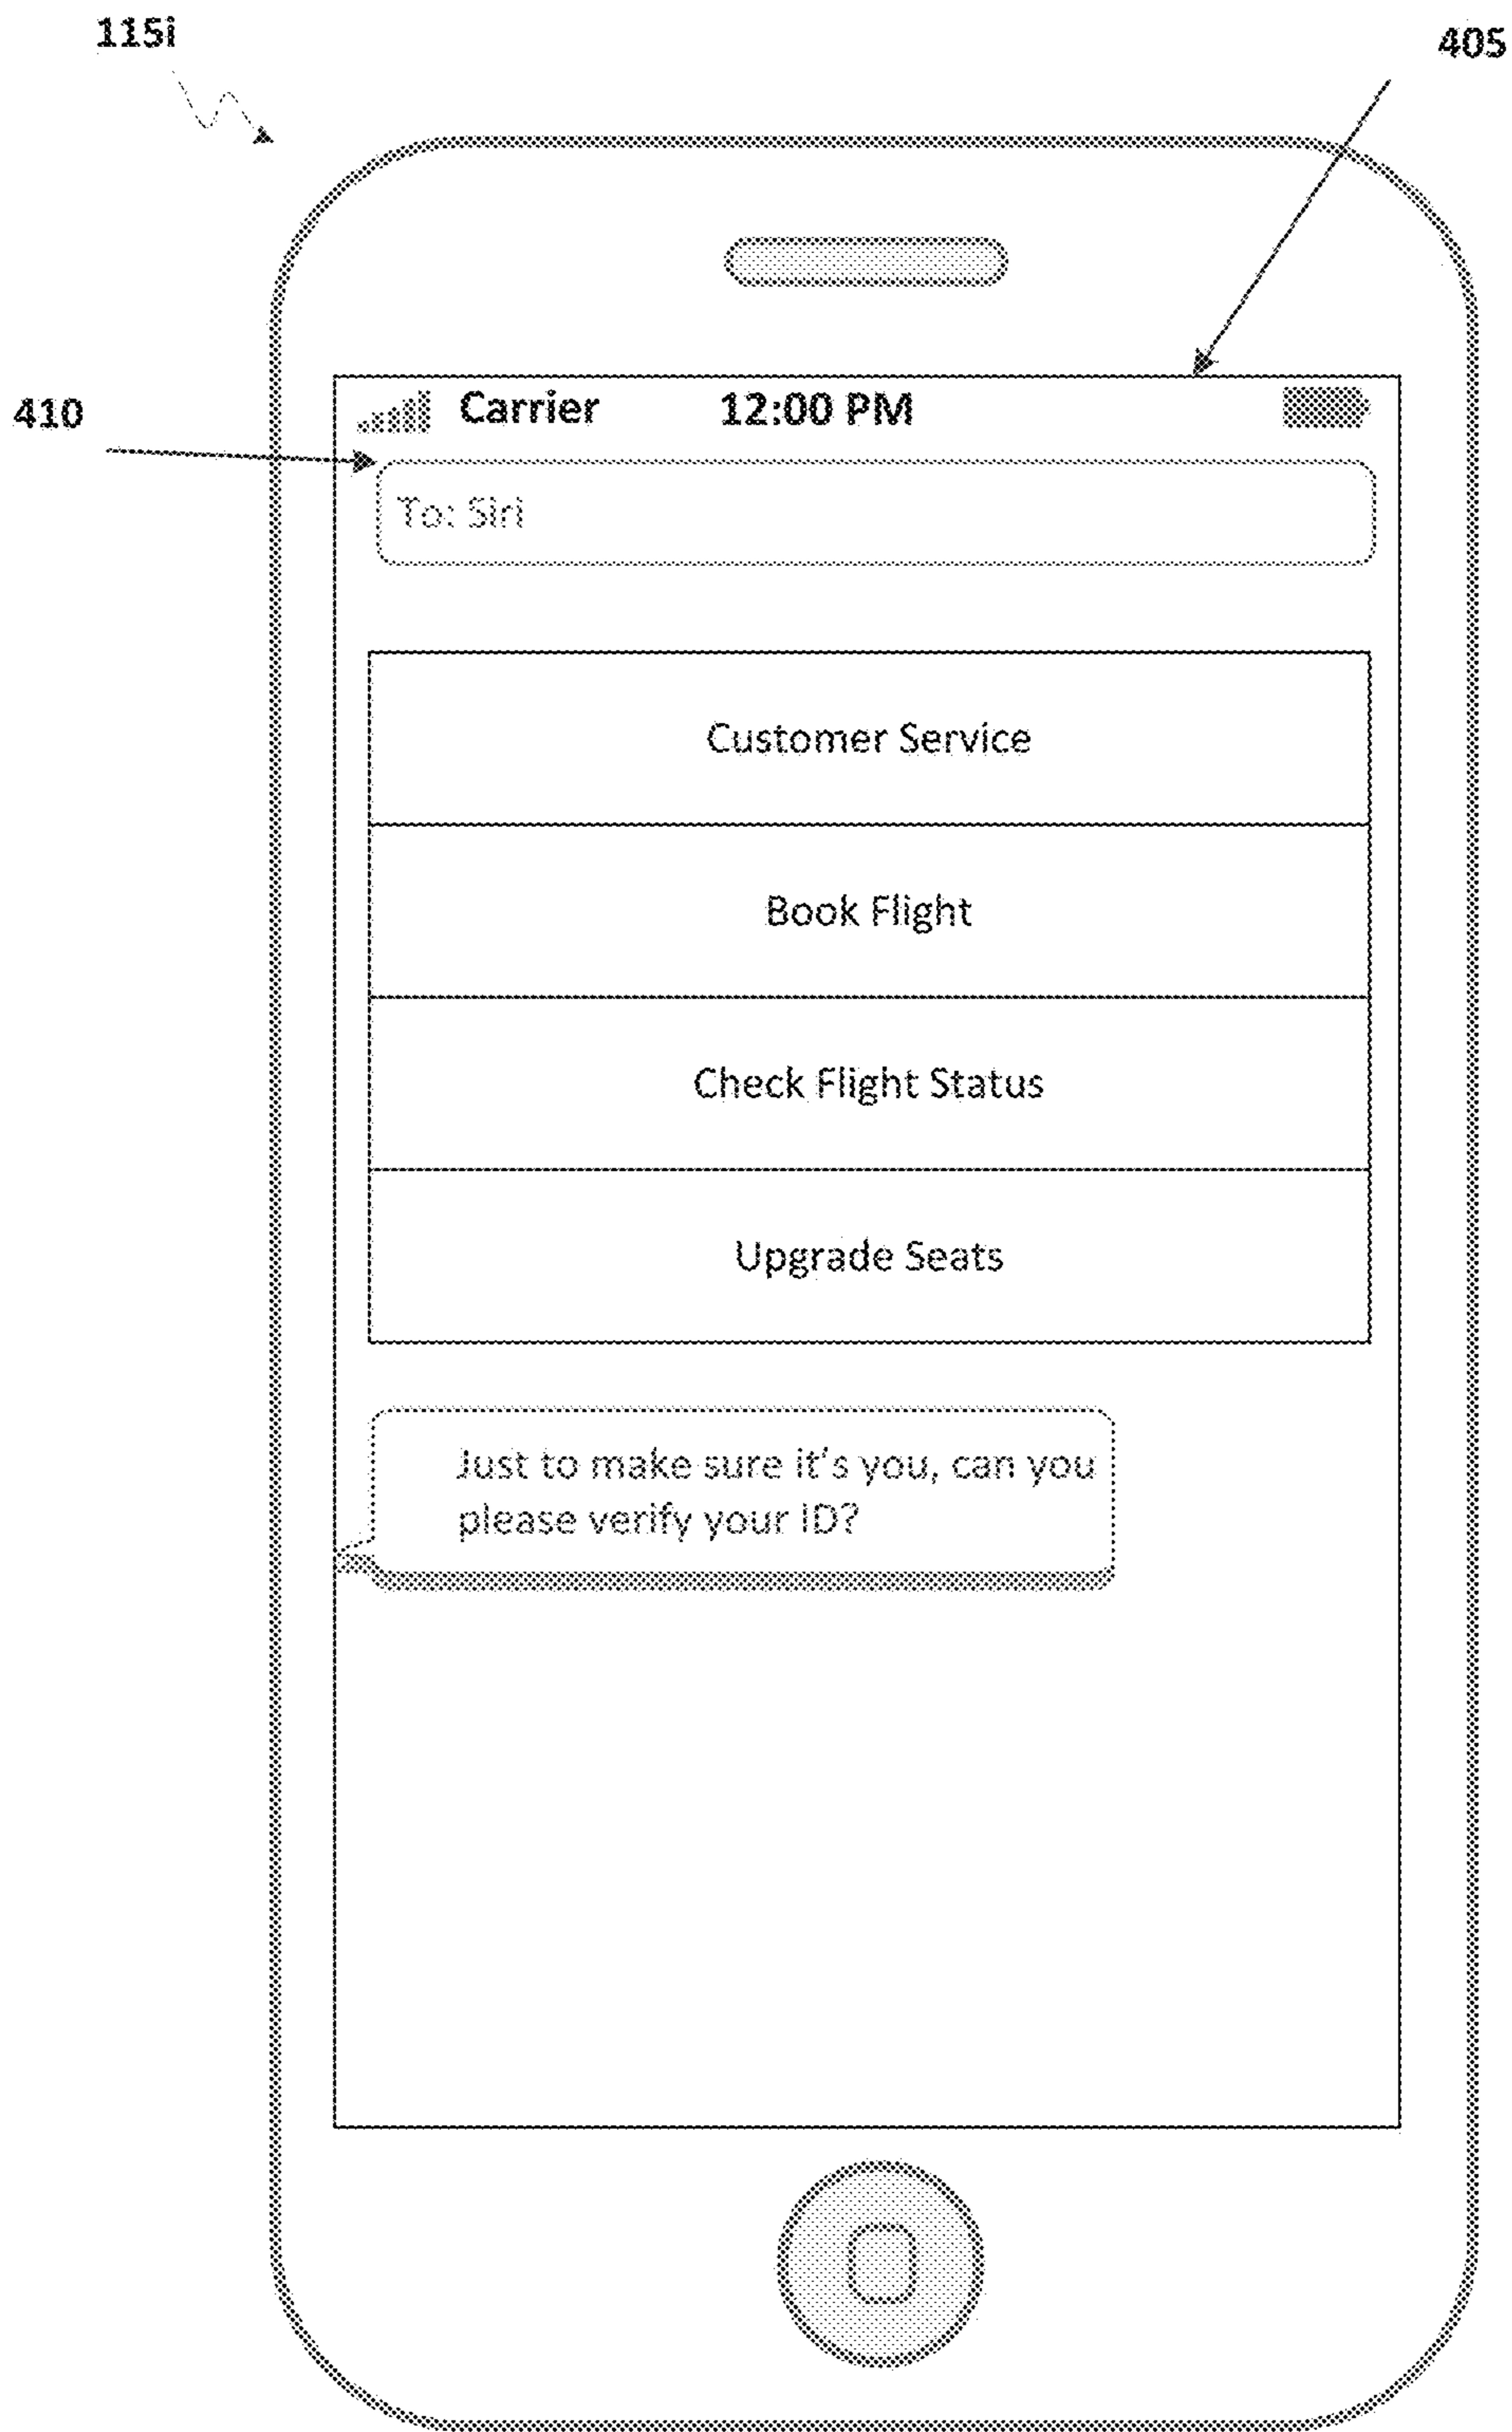 115i
405
410
Carrier 12:00 PM
To: Siri
Customer Service
Book Flight
Check Flight Status
Upgrade Seats
Just to make sure it's you, can you
please verify your ID?